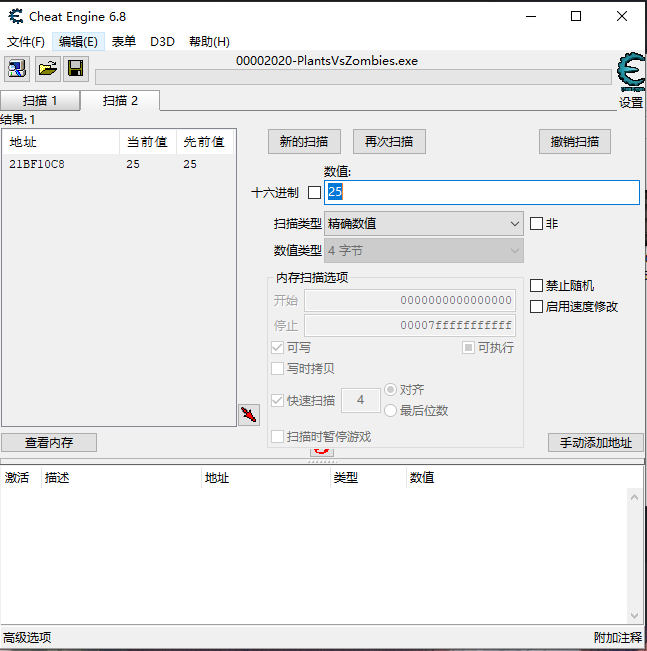 Cheat Engine 6.8
文件(F) 编辑(E) 表单 D3D 帮助(H)
00002020-PlantsVsZombies.exe
设置
扫描 1 扫描 2
结果: 1
地址 当前值 先前值
21BF10C8 25 25
新的扫描 再次扫描 撤销扫描
数值:
十六进制 25
扫描类型 精确数值 非
数值类型 4 字节
内存扫描选项
开始 0000000000000000
停止 00007fffffffffff
禁止随机
启用速度修改
可写 可执行
写时拷贝
快速扫描 4 对齐
最后位数
扫描时暂停游戏
查看内存 手动添加地址
激活 描述 地址 类型 数值
高级选项 附加注释